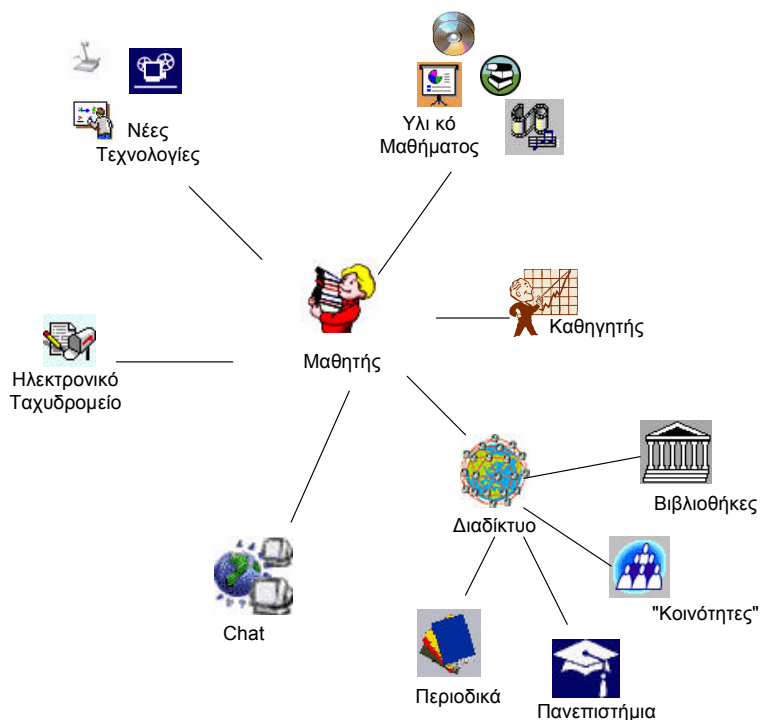 Νέες
Τεχνολογίες
Υλι κό
Μαθήματος
Καθηγητής
Μαθητής
Ηλεκτρονικό
Ταχυδρομείο
Βιβλιοθήκες
Διαδίκτυο
"Κοινότητες"
Chat
Περιοδικά
Πανεπιστήμια